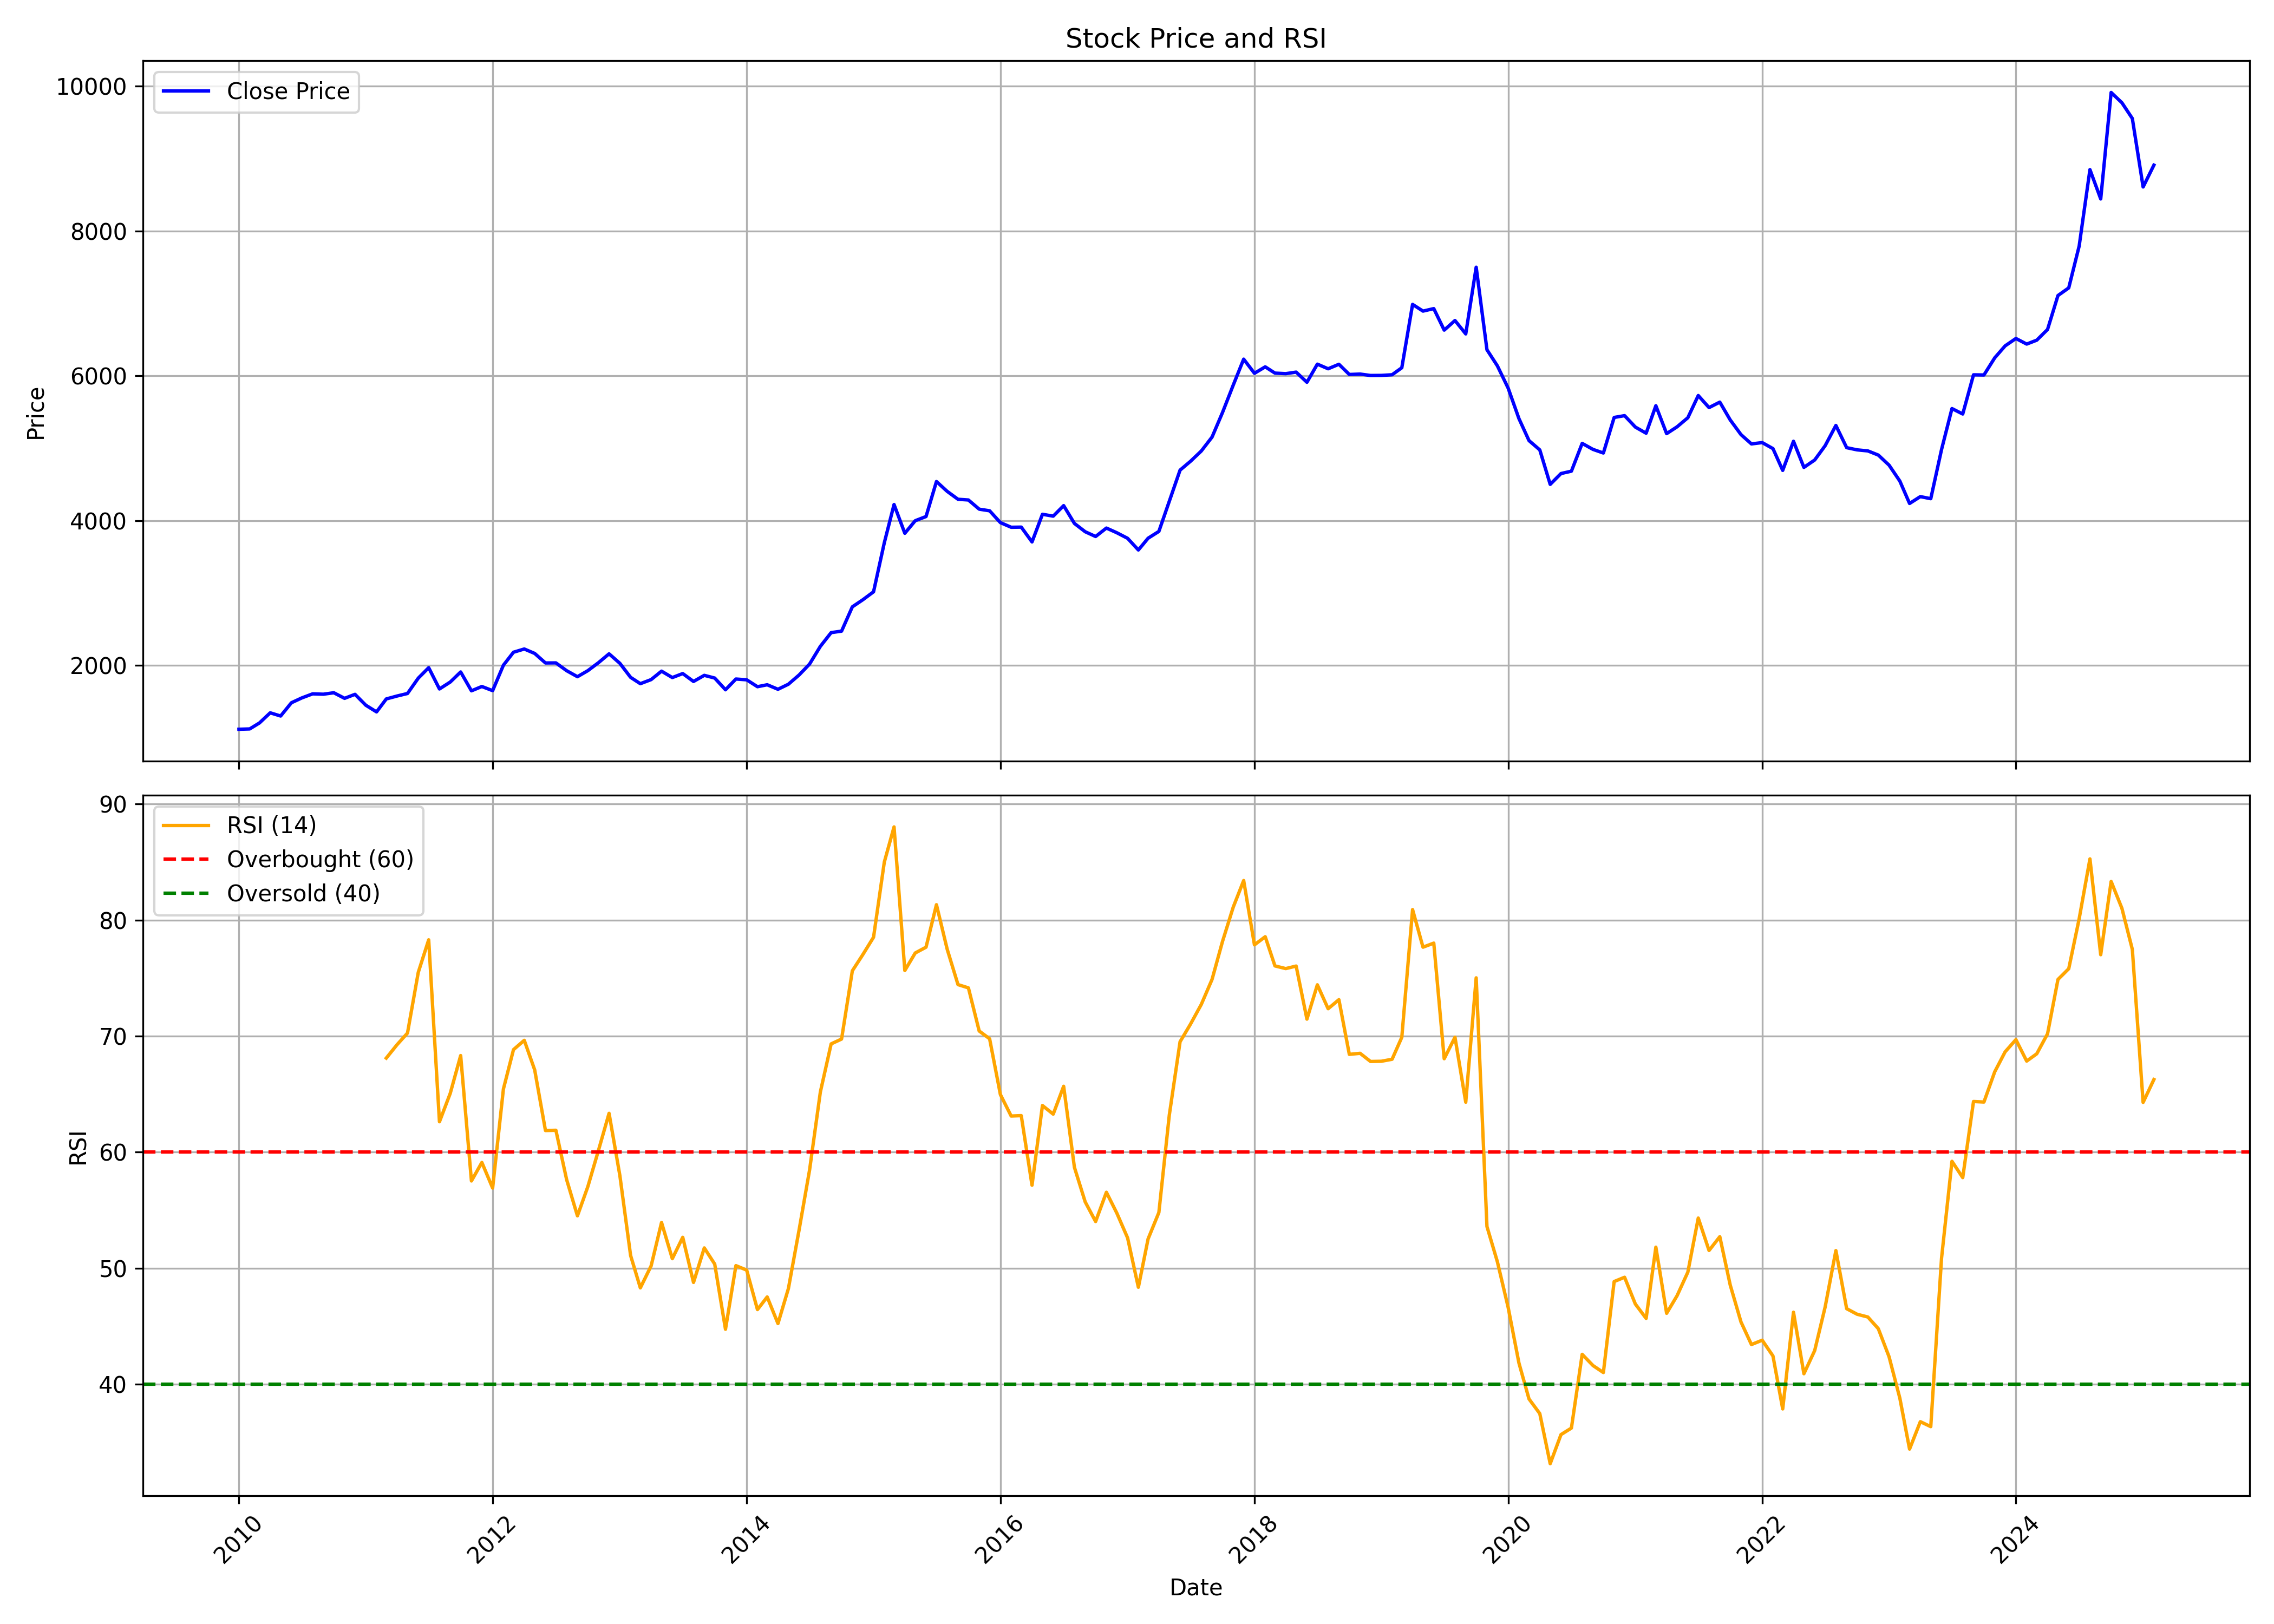 Stock Price and RSI
10000
8000
6000
4000
2000
Price
Close Price
90
80
70
60
50
40
RSI
RSI (14)
Overbought (60)
Oversold (40)
2010
2012
2014
2016
2018
2020
2022
2024
Date